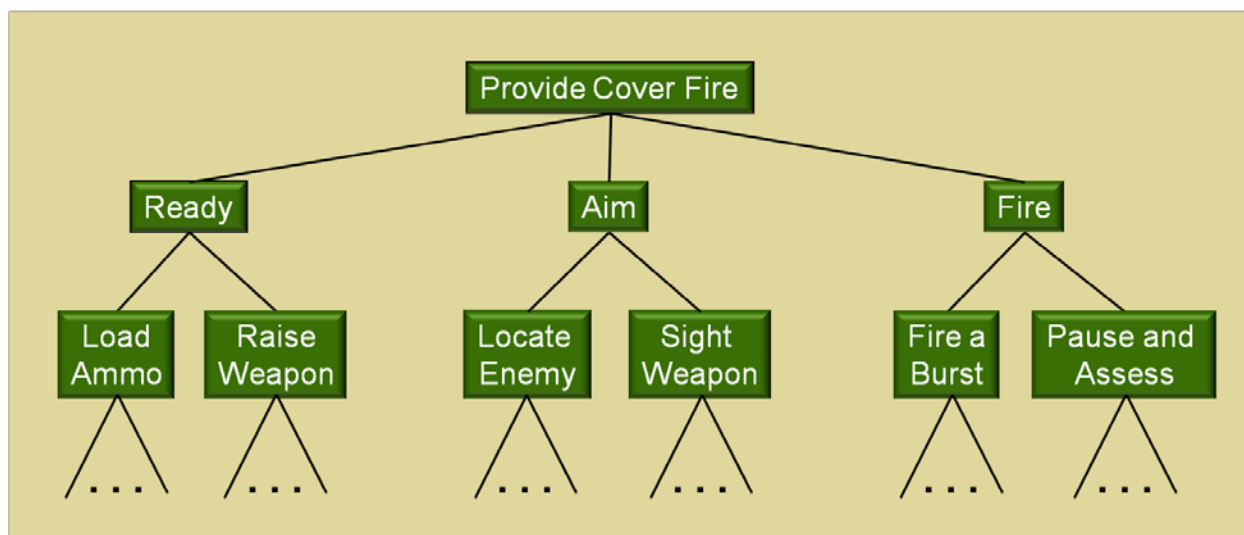 Provide Cover Fire
Ready
Aim
Fire
Load
Ammo
Raise
Weapon
Locate
Enemy
Sight
Weapon
Fire a
Burst
Pause and
Assess
. . .
. . .
. . .
. . .
. . .
. . .